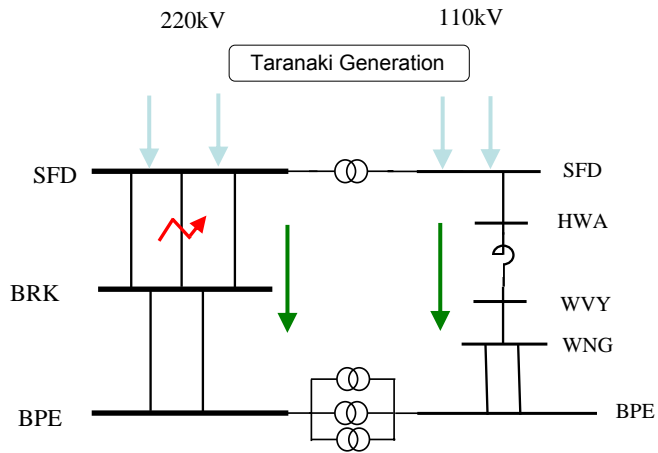 220kV 110kV
Taranaki Generation
SFD SFD
HWA
BRK
WVY
WNG
BPE BPE